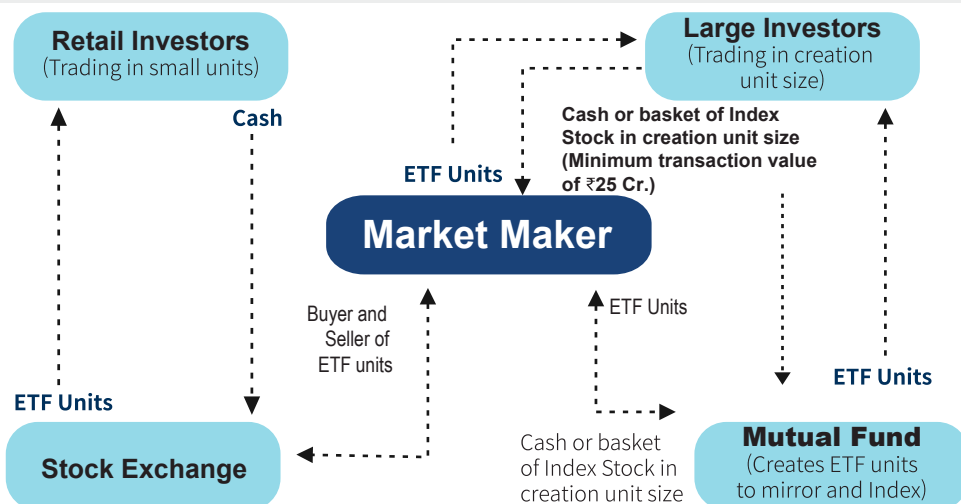 Retail Investors
(Trading in small units)
Large Investors
(Trading in creation
unit size)
Cash
Cash or basket of Index
Stock in creation unit size
(Minimum transaction value
of ₹25 Cr.)
ETF Units
Market Maker
Buyer and
Seller of
ETF units
ETF Units
ETF Units
ETF Units
Stock Exchange
Cash or basket
of Index Stock in
creation unit size
Mutual Fund
(Creates ETF units
to mirror and Index)